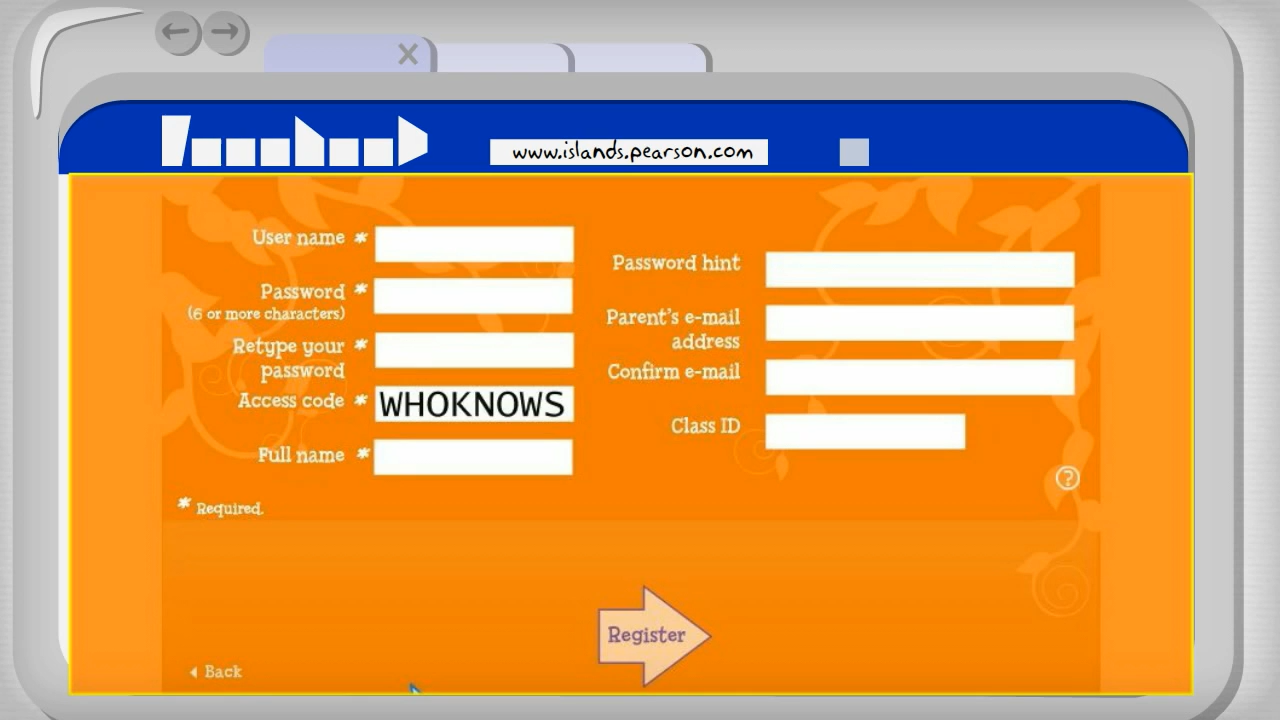 www.islands.pearson.com
User name *
Password *
(6 or more characters)
Retype your *
password
Access code * WHOKNOWS
Full name *
* Required.
Password hint
Parent's e-mail
address
Confirm e-mail
Class ID
?
Register
Back